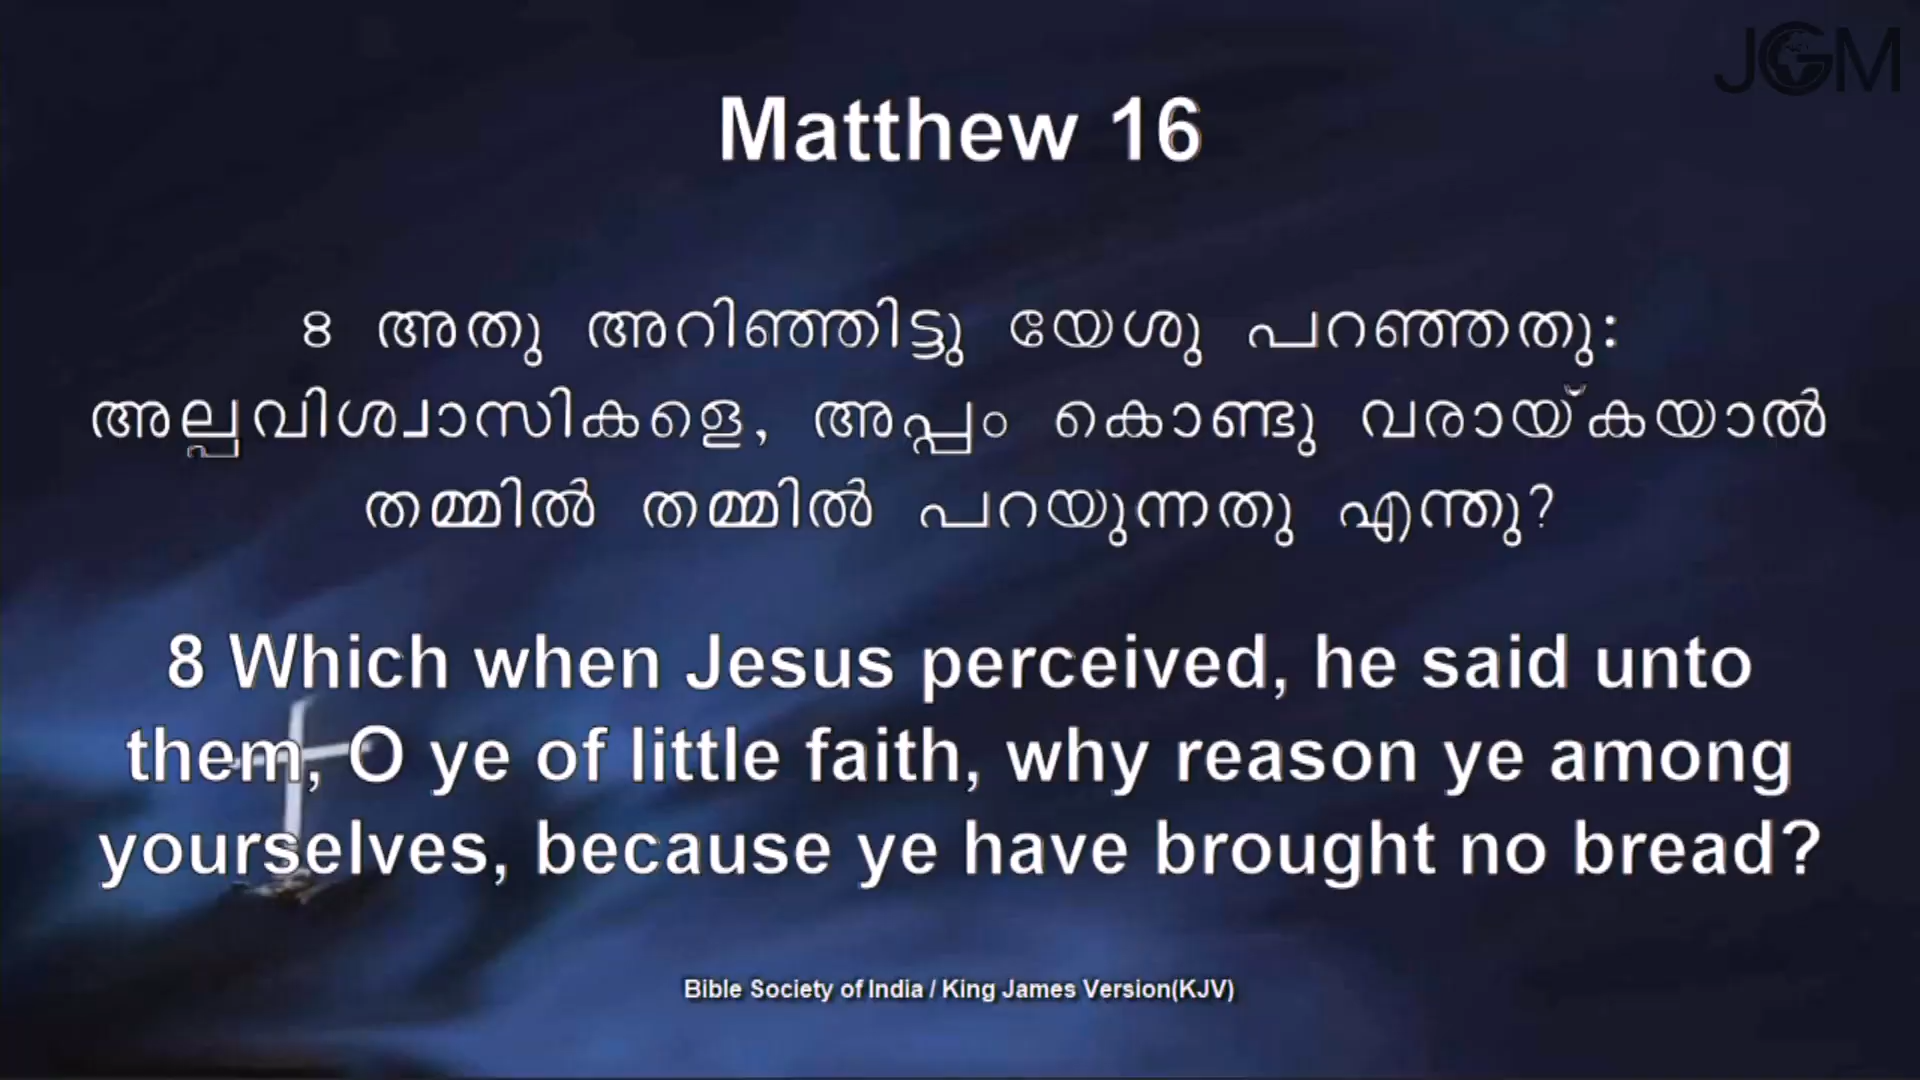 JGM
Matthew 16
8 അതു അറിഞ്ഞിട്ടു യേശു പറഞ്ഞതു:
അല്പവിശ്വാസികളെ, അപ്പം കൊണ്ടു വരായ്കയാൽ
തമ്മിൽ തമ്മിൽ പറയുന്നതു എന്തു?
8 Which when Jesus perceived, he said unto
them, O ye of little faith, why reason ye among
yourselves, because ye have brought no bread?
Bible Society of India / King James Version(KJV)